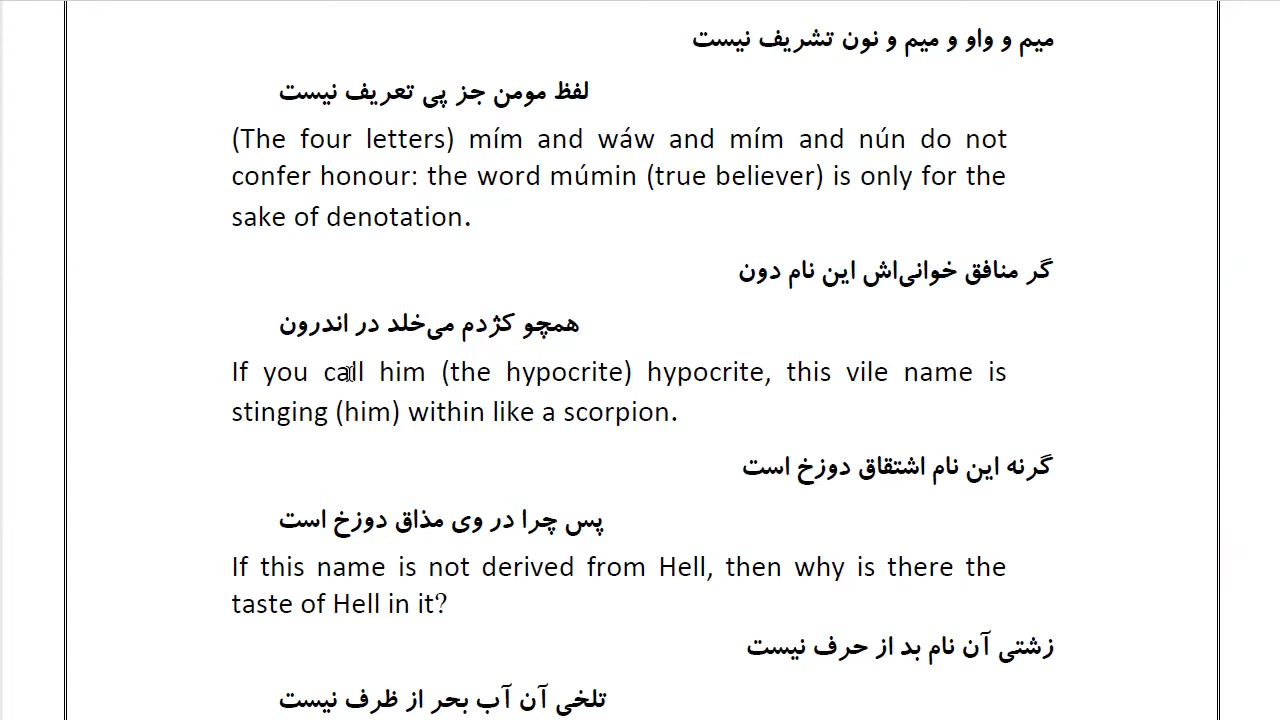 میم و واو و میم و نون تشریف نیست
لفظ مومن جز پی تعریف نیست
(The four letters) mím and wáw and mím and nún do not
confer honour: the word múmin (true believer) is only for the
sake of denotation.
گر منافق خوانی‌اش این نام دون
همچو کژدم می‌خلد در اندرون
If you call him (the hypocrite) hypocrite, this vile name is
stinging (him) within like a scorpion.
گرنه این نام اشتقاق دوزخ است
پس چرا در وی مذاق دوزخ است
If this name is not derived from Hell, then why is there the
taste of Hell in it?
زشتی آن نام بد از حرف نیست
تلخی آن آب بحر از ظرف نیست